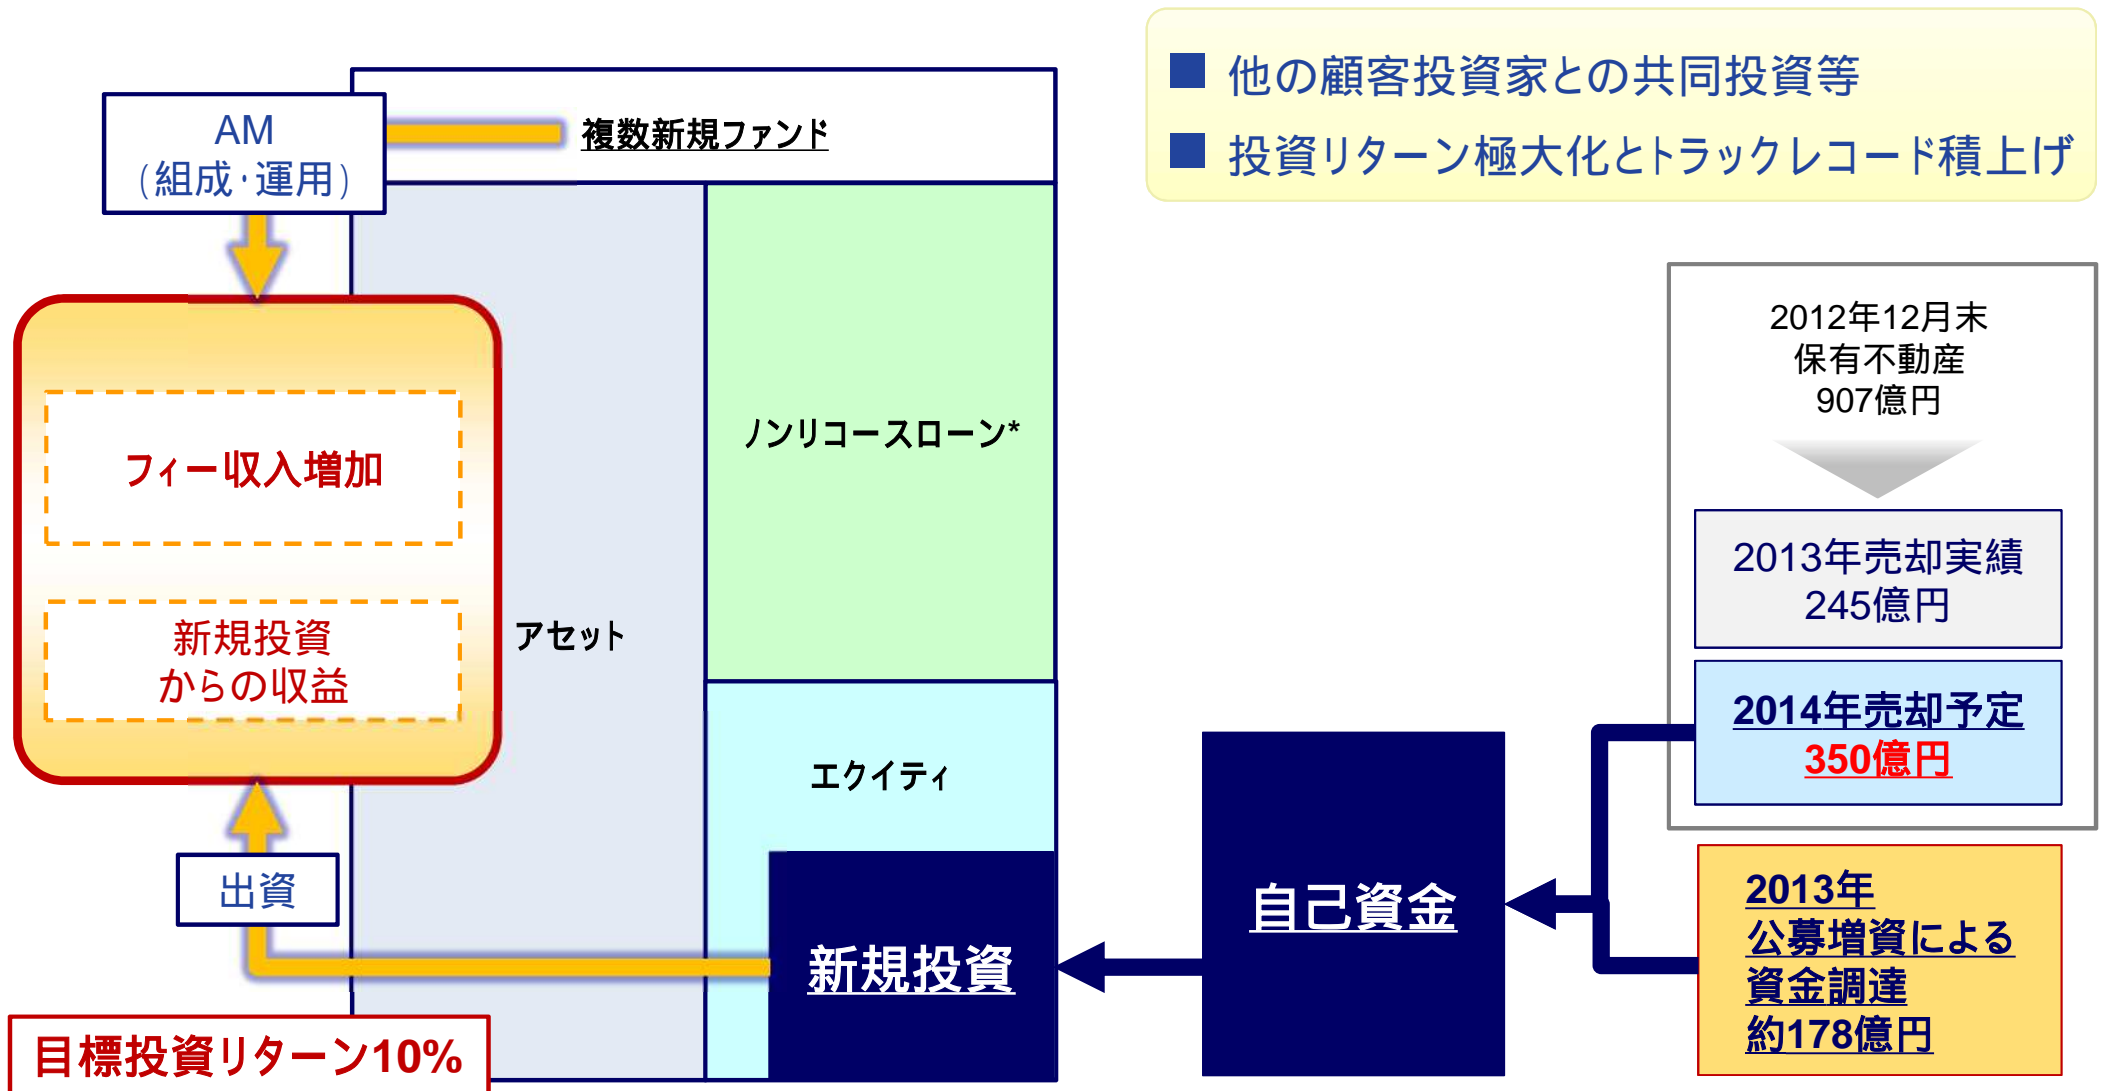 他の顧客投資家との共同投資等
投資リターン極大化とトラックレコード積上げ
AM
(組成・運用)
複数新規ファンド
フィー収入増加
新規投資
からの収益
アセット
ノンリコースローン*
エクイティ
新規投資
出資
目標投資リターン10%
自己資金
2012年12月末
保有不動産
907億円
2013年売却実績
245億円
2014年売却予定
350億円
2013年
公募増資による
資金調達
約178億円